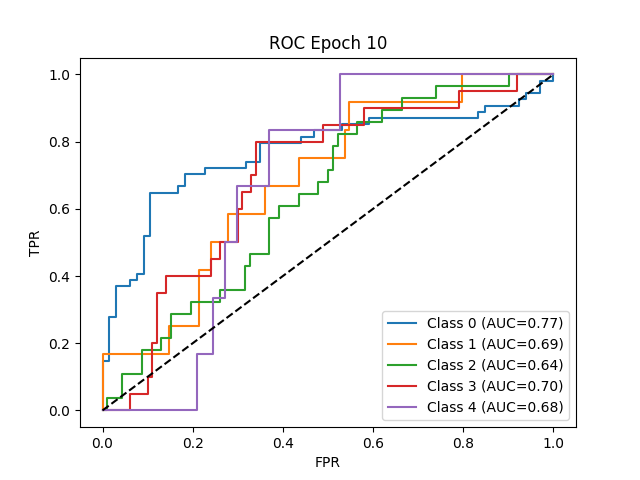 ROC Epoch 10
TPR
1.0
0.8
0.6
0.4
0.2
0.0
Class 0 (AUC=0.77)
Class 1 (AUC=0.69)
Class 2 (AUC=0.64)
Class 3 (AUC=0.70)
Class 4 (AUC=0.68)
0.0 0.2 0.4 0.6 0.8 1.0
FPR